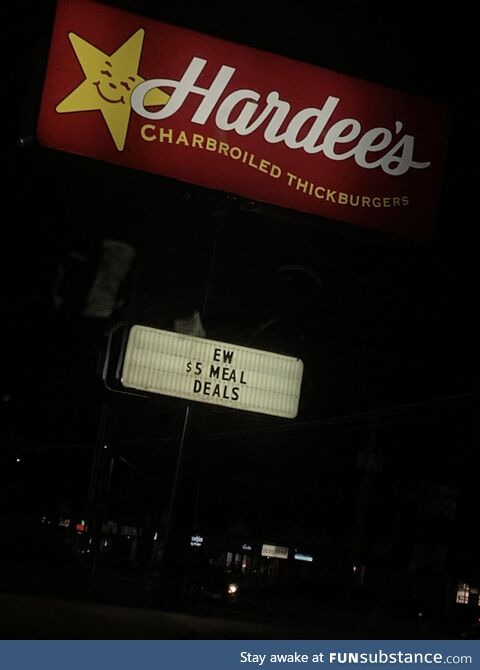 Hardee's
CHARBROILED THICKBURGERS
EW
$5 MEAL
DEALS
Stay awake at FUNsubstance.com